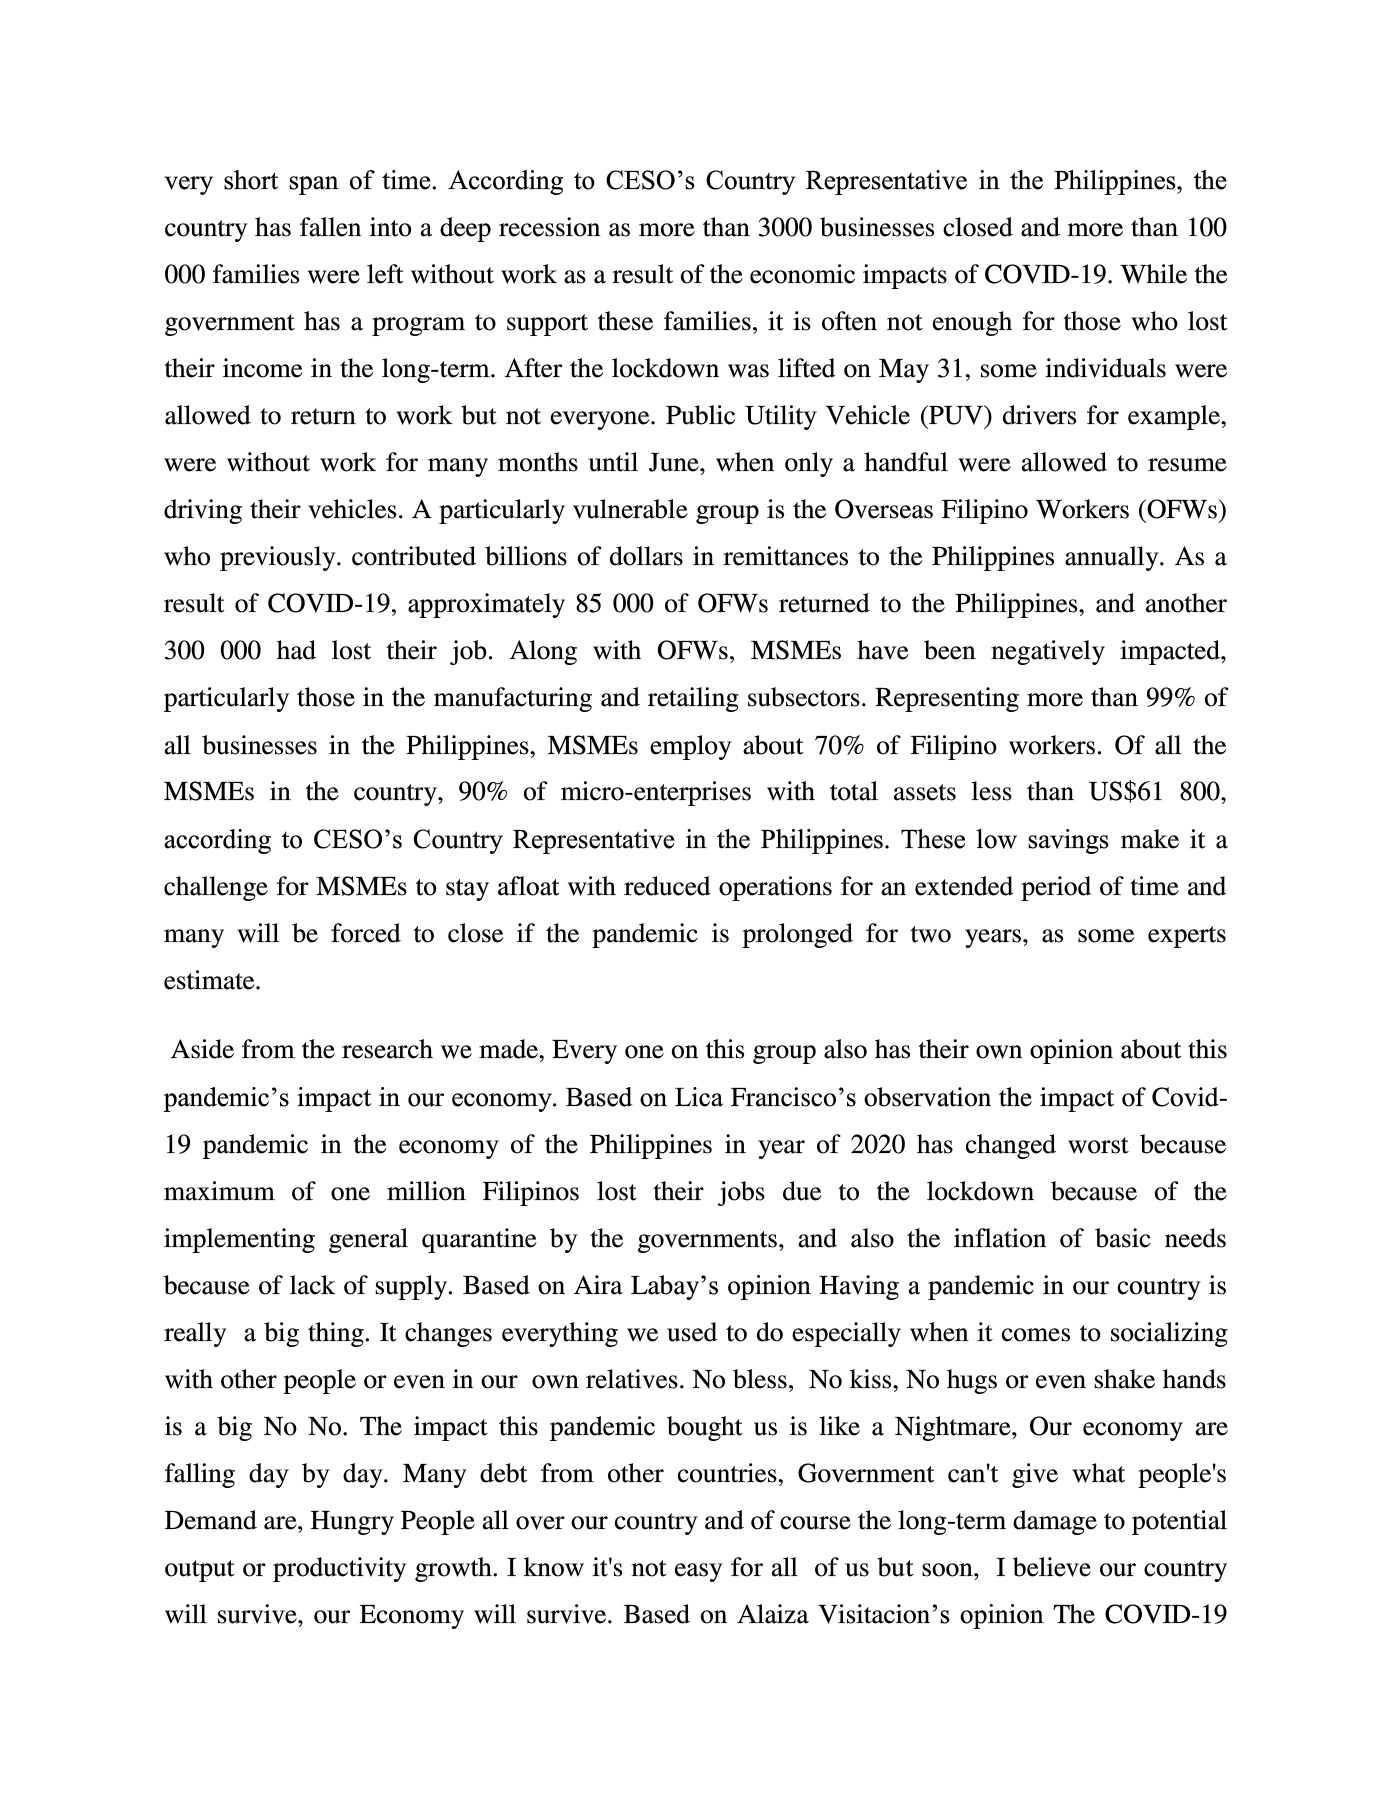 very short span of time. According to CESO’s Country Representative in the Philippines, the
country has fallen into a deep recession as more than 3000 businesses closed and more than 100
000 families were left without work as a result of the economic impacts of COVID-19. While the
government has a program to support these families, it is often not enough for those who lost
their income in the long-term. After the lockdown was lifted on May 31, some individuals were
allowed to return to work but not everyone. Public Utility Vehicle (PUV) drivers for example,
were without work for many months until June, when only a handful were allowed to resume
driving their vehicles. A particularly vulnerable group is the Overseas Filipino Workers (OFWs)
who previously. contributed billions of dollars in remittances to the Philippines annually. As a
result of COVID-19, approximately 85 000 of OFWs returned to the Philippines, and another
300 000 had lost their job. Along with OFWs, MSMEs have been negatively impacted,
particularly those in the manufacturing and retailing subsectors. Representing more than 99% of
all businesses in the Philippines, MSMEs employ about 70% of Filipino workers. Of all the
MSMEs in the country, 90% of micro-enterprises with total assets less than US$61 800,
according to CESO’s Country Representative in the Philippines. These low savings make it a
challenge for MSMEs to stay afloat with reduced operations for an extended period of time and
many will be forced to close if the pandemic is prolonged for two years, as some experts
estimate.
Aside from the research we made, Every one on this group also has their own opinion about this
pandemic’s impact in our economy. Based on Lica Francisco’s observation the impact of Covid-
19 pandemic in the economy of the Philippines in year of 2020 has changed worst because
maximum of one million Filipinos lost their jobs due to the lockdown because of the
implementing general quarantine by the governments, and also the inflation of basic needs
because of lack of supply. Based on Aira Labay’s opinion Having a pandemic in our country is
really a big thing. It changes everything we used to do especially when it comes to socializing
with other people or even in our own relatives. No bless, No kiss, No hugs or even shake hands
is a big No No. The impact this pandemic bought us is like a Nightmare, Our economy are
falling day by day. Many debt from other countries, Government can't give what people's
Demand are, Hungry People all over our country and of course the long-term damage to potential
output or productivity growth. I know it's not easy for all of us but soon, I believe our country
will survive, our Economy will survive. Based on Alaiza Visitacion’s opinion The COVID-19